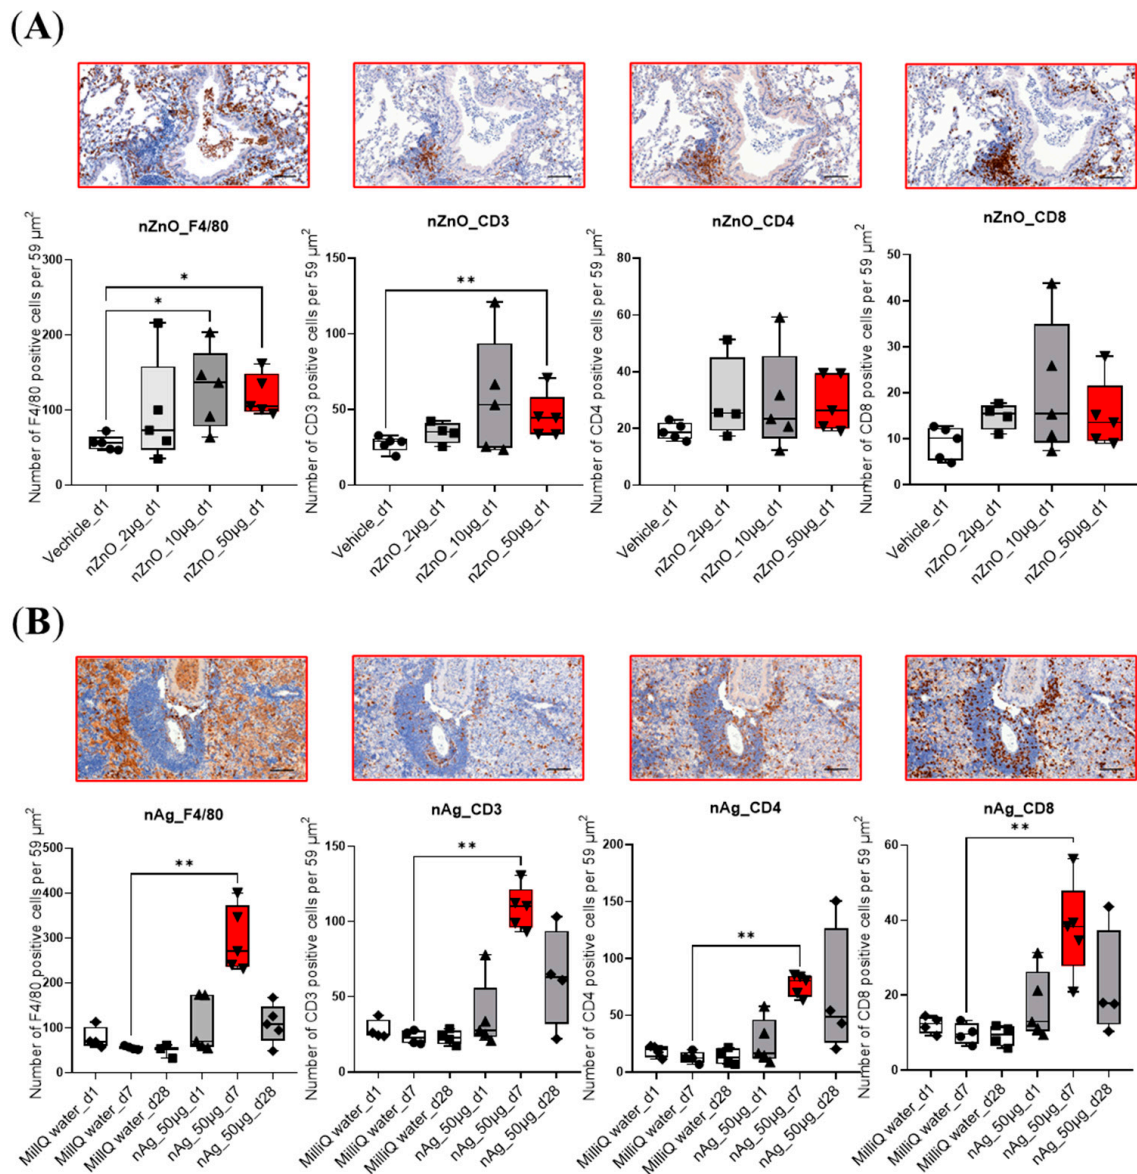 (A)
nZnO_F4/80
nZnO_CD3
nZnO_CD4
nZnO_CD8
Number of F4/80 positive cells per 59 µm²
300
200
100
0
*
*
Vechicle_d1
nZnO_2µg_d1
nZnO_10µg_d1
nZnO_50µg_d1
Number of CD3 positive cells per 59 µm²
150
100
50
0
**
Vehicle_d1
nZnO_2µg_d1
nZnO_10µg_d1
nZnO_50µg_d1
Number of CD4 positive cells per 59 µm²
80
60
40
20
0
Vehicle_d1
nZnO_2µg_d1
nZnO_10µg_d1
nZnO_50µg_d1
Number of CD8 positive cells per 59 µm²
50
40
30
20
10
0
Vehicle_d1
nZnO_2µg_d1
nZnO_10µg_d1
nZnO_50µg_d1
(B)
nAg_F4/80
nAg_CD3
nAg_CD4
nAg_CD8
Number of F4/80 positive cells per 59 µm²
500
400
300
200
100
0
**
MilliQ water_d1
MilliQ water_d7
MilliQ water_d28
nAg_50µg_d1
nAg_50µg_d7
nAg_50µg_d28
Number of CD3 positive cells per 59 µm²
150
100
50
0
**
MilliQ water_d1
MilliQ water_d7
MilliQ water_d28
nAg_50µg_d1
nAg_50µg_d7
nAg_50µg_d28
Number of CD4 positive cells per 59 µm²
200
150
100
50
0
**
MilliQ water_d1
MilliQ water_d7
MilliQ water_d28
nAg_50µg_d1
nAg_50µg_d7
nAg_50µg_d28
Number of CD8 positive cells per 59 µm²
60
40
20
0
**
MilliQ water_d1
MilliQ water_d7
MilliQ water_d28
nAg_50µg_d1
nAg_50µg_d7
nAg_50µg_d28